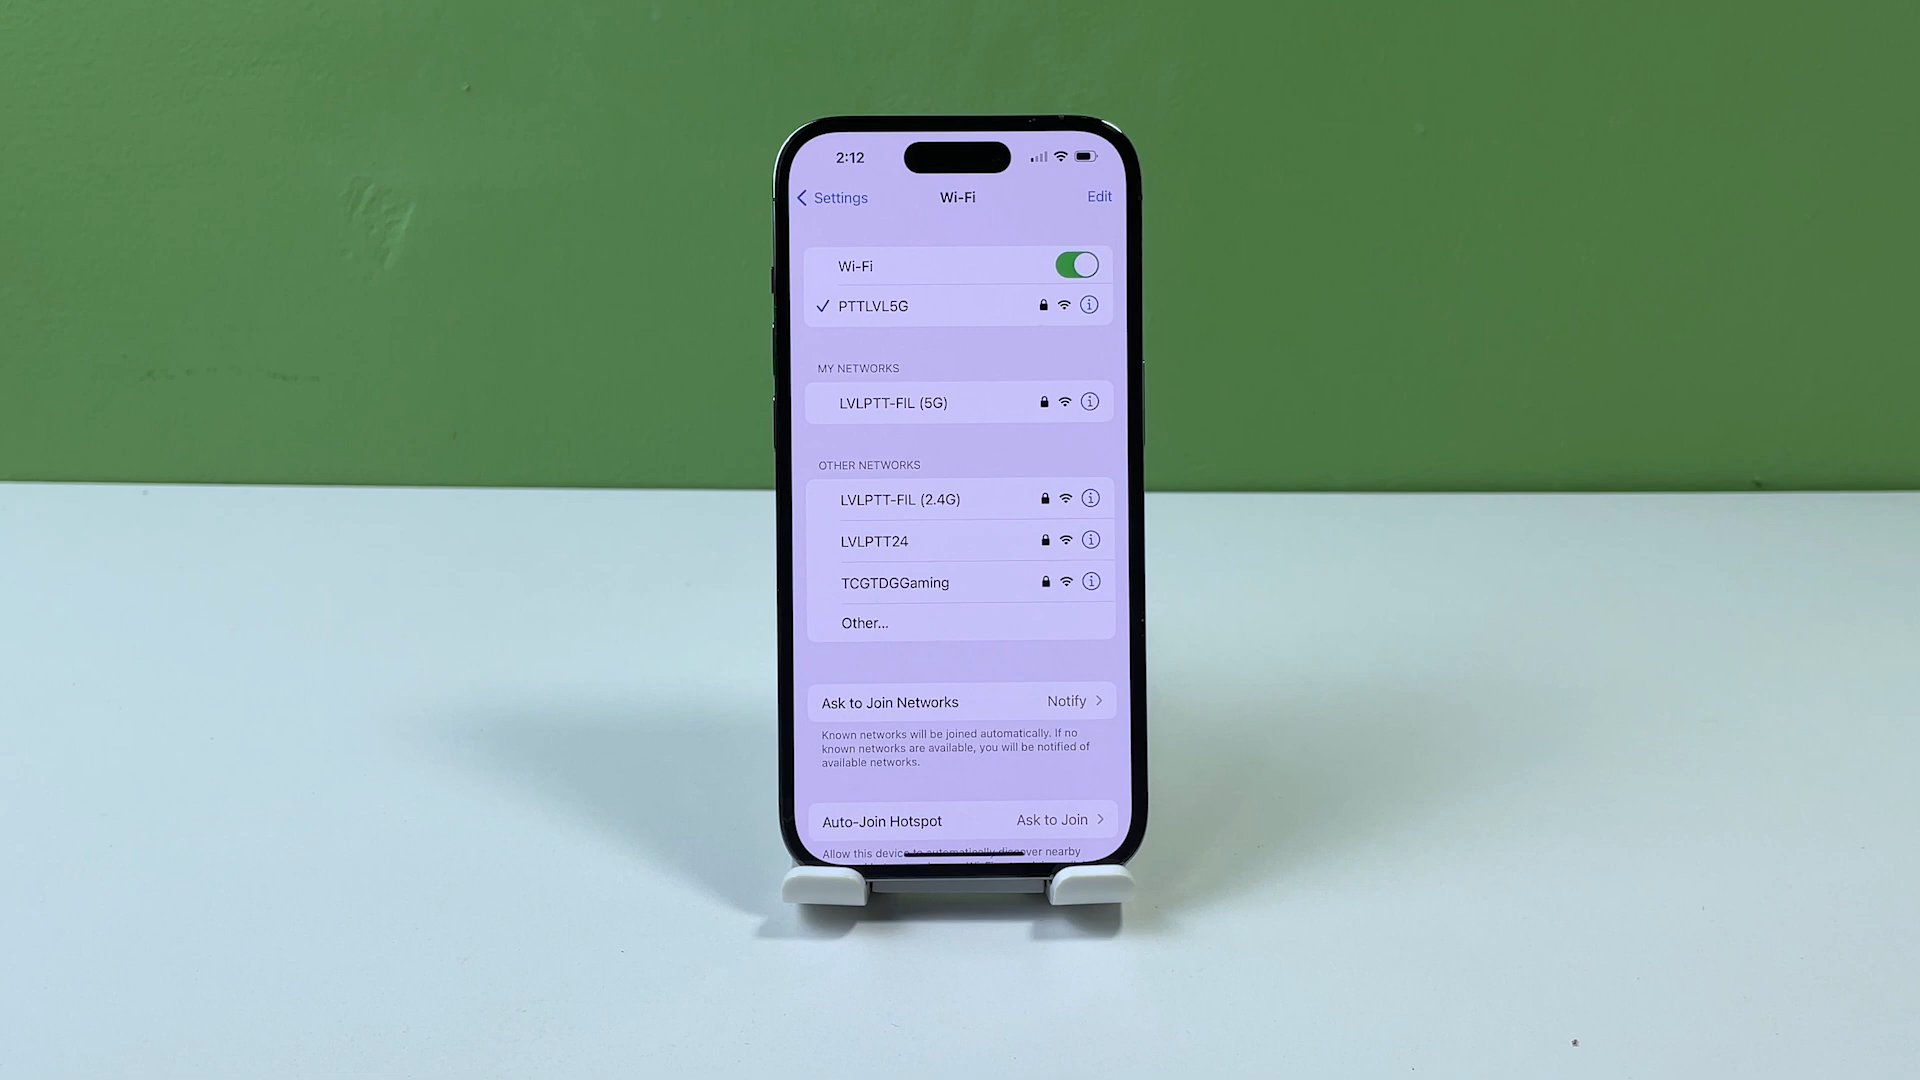 2:12
Settings
Wi-Fi
Edit
Wi-Fi
PTTLVL5G
MY NETWORKS
LVLPTT-FIL (5G)
OTHER NETWORKS
LVLPTT-FIL (2.4G)
LVLPTT24
TCGTDGGaming
Other...
Ask to Join Networks Notify
Known networks will be joined automatically. If no
known networks are available, you will be notified of
available networks.
Auto-Join Hotspot Ask to Join
Allow this device to automatically discover nearby